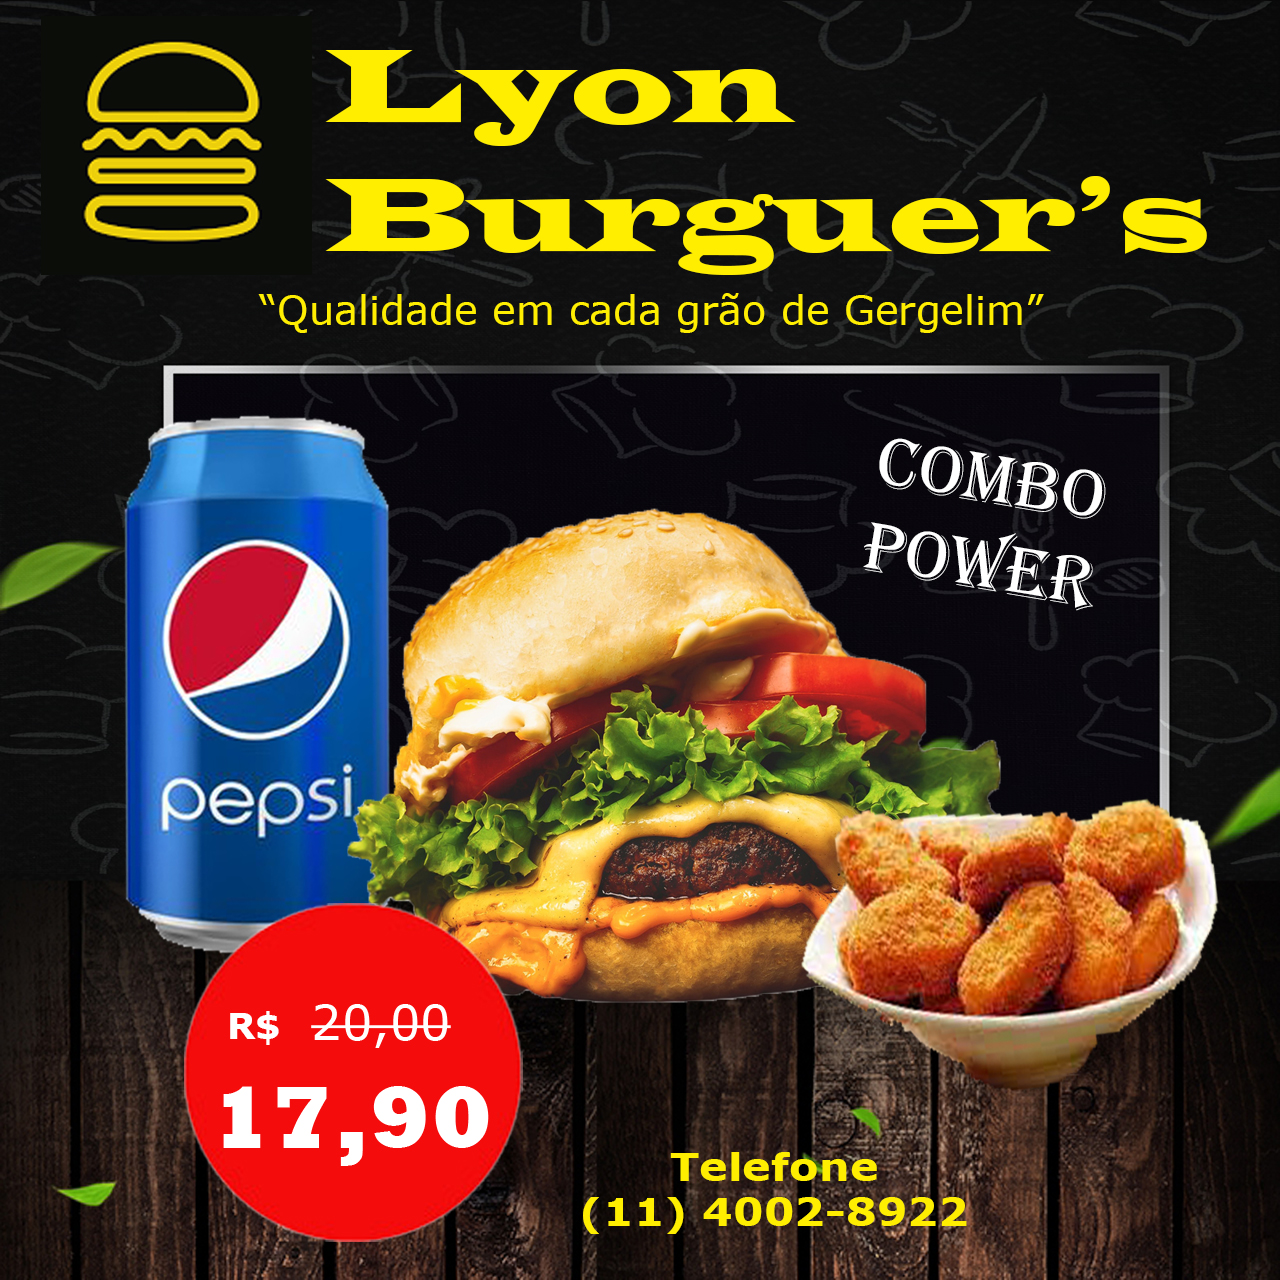 Lyon
Burguer’s
“Qualidade em cada grão de Gergelim”
COMBO
POWER
pepsi
R$ 20,00
17,90
Telefone
(11) 4002-8922